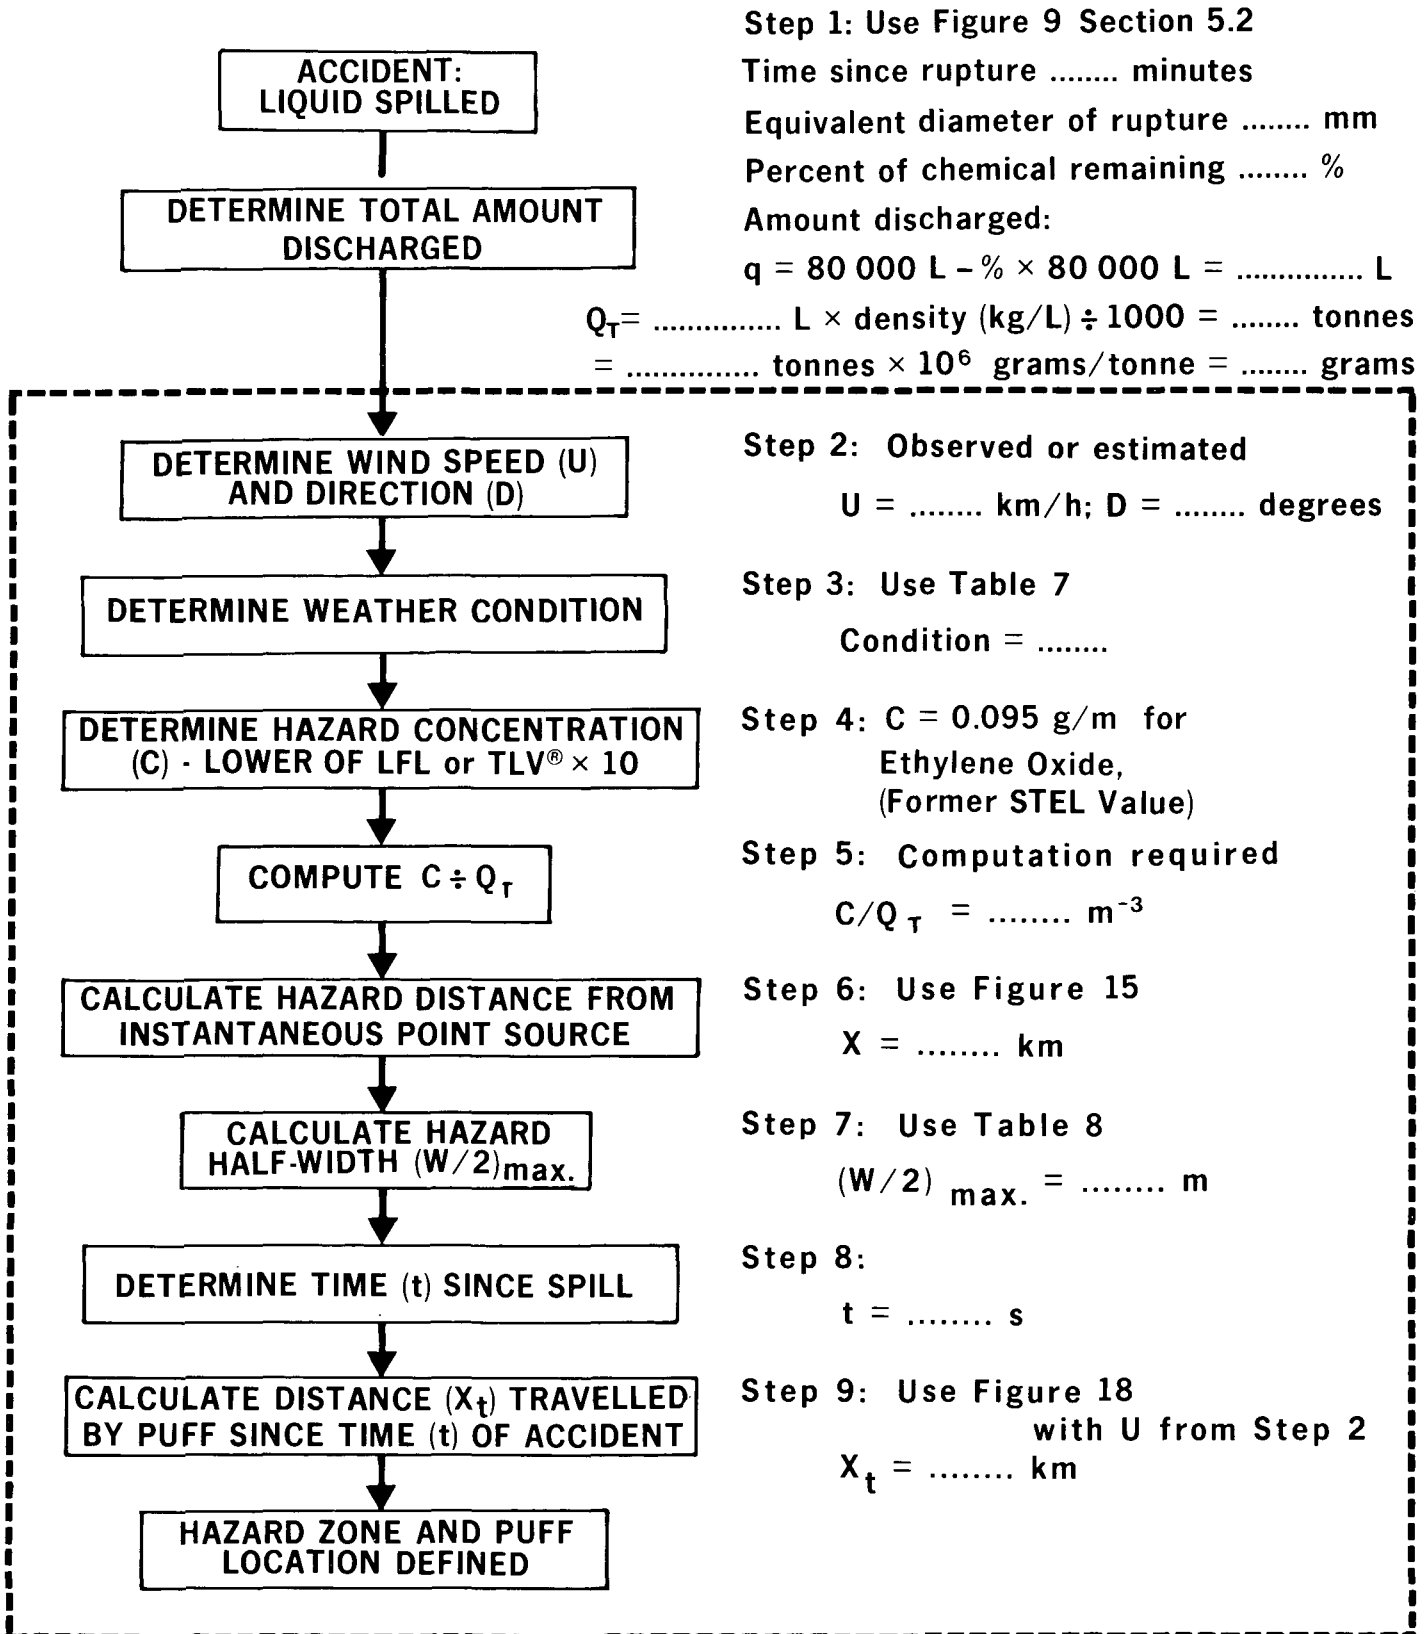 Step 1: Use Figure 9 Section 5.2
ACCIDENT:
LIQUID SPILLED
Time since rupture ........ minutes
Equivalent diameter of rupture ........ mm
Percent of chemical remaining ........ %
DETERMINE TOTAL AMOUNT
DISCHARGED
Amount discharged:
q = 80 000 L – % × 80 000 L = ............... L
Q_T = ............... L × density (kg/L) ÷ 1000 = ........ tonnes
= ............... tonnes × 10⁶ grams/tonne = ........ grams
DETERMINE WIND SPEED (U)
AND DIRECTION (D)
Step 2: Observed or estimated
U = ........ km/h; D = ........ degrees
DETERMINE WEATHER CONDITION
Step 3: Use Table 7
Condition = ........
DETERMINE HAZARD CONCENTRATION
(C) - LOWER OF LFL or TLV® × 10
Step 4: C = 0.095 g/m for
Ethylene Oxide,
(Former STEL Value)
COMPUTE C ÷ Q_T
Step 5: Computation required
C/Q_T = ........ m⁻³
CALCULATE HAZARD DISTANCE FROM
INSTANTANEOUS POINT SOURCE
Step 6: Use Figure 15
X = ........ km
CALCULATE HAZARD
HALF-WIDTH (W/2)max.
Step 7: Use Table 8
(W/2) max. = ........ m
DETERMINE TIME (t) SINCE SPILL
Step 8:
t = ........ s
CALCULATE DISTANCE (X_t) TRAVELLED
BY PUFF SINCE TIME (t) OF ACCIDENT
Step 9: Use Figure 18
with U from Step 2
X_t = ........ km
HAZARD ZONE AND PUFF
LOCATION DEFINED